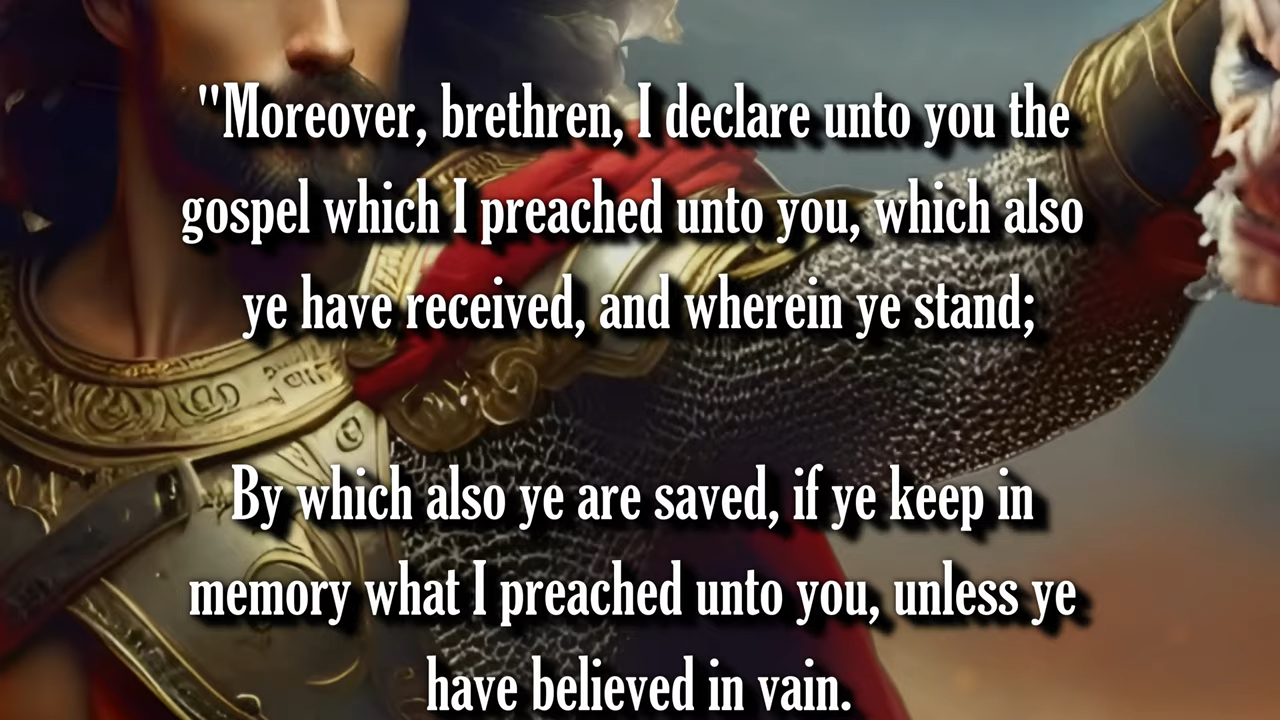 "Moreover, brethren, I declare unto you the
gospel which I preached unto you, which also
ye have received, and wherein ye stand;
By which also ye are saved, if ye keep in
memory what I preached unto you, unless ye
have believed in vain.